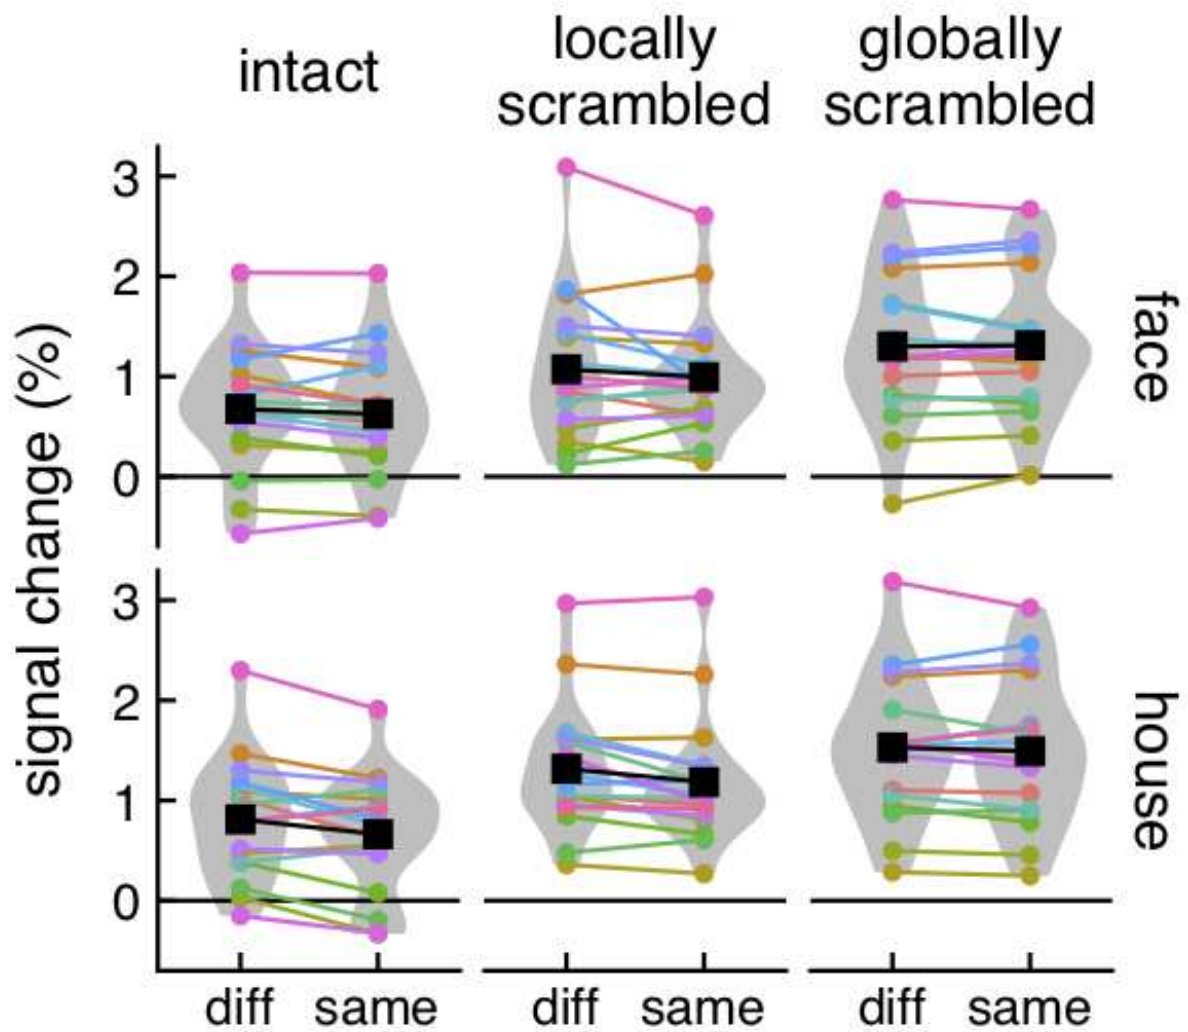 intact
locally
scrambled
globally
scrambled
signal change (%)
3
2
1
0
face
3
2
1
0
house
diff same
diff same
diff same